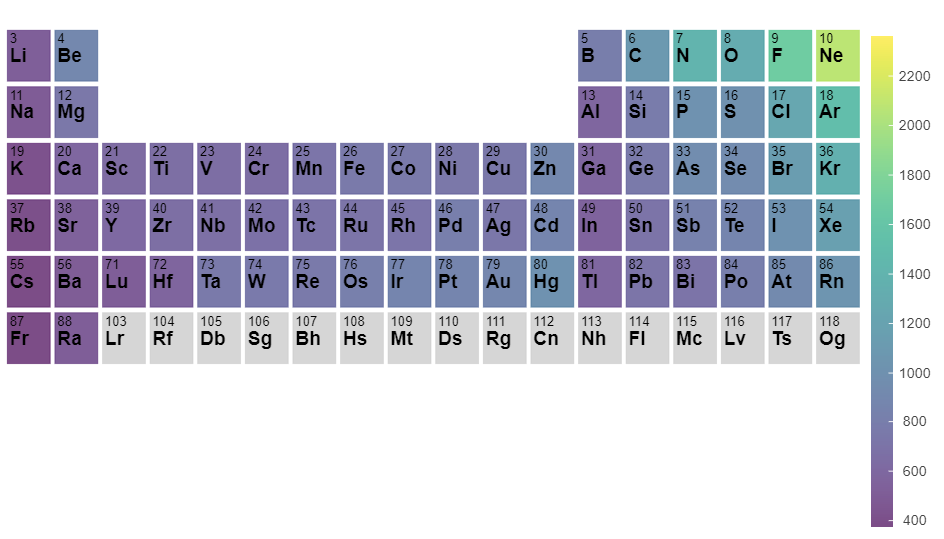 3 4 5 6 7 8 9 10
Li Be B C N O F Ne
11 12 13 14 15 16 17 18
Na Mg Al Si P S Cl Ar
19 20 21 22 23 24 25 26 27 28 29 30 31 32 33 34 35 36
K Ca Sc Ti V Cr Mn Fe Co Ni Cu Zn Ga Ge As Se Br Kr
37 38 39 40 41 42 43 44 45 46 47 48 49 50 51 52 53 54
Rb Sr Y Zr Nb Mo Tc Ru Rh Pd Ag Cd In Sn Sb Te I Xe
55 56 71 72 73 74 75 76 77 78 79 80 81 82 83 84 85 86
Cs Ba Lu Hf Ta W Re Os Ir Pt Au Hg Tl Pb Bi Po At Rn
87 88 103 104 105 106 107 108 109 110 111 112 113 114 115 116 117 118
Fr Ra Lr Rf Db Sg Bh Hs Mt Ds Rg Cn Nh Fl Mc Lv Ts Og
2200
2000
1800
1600
1400
1200
1000
800
600
400